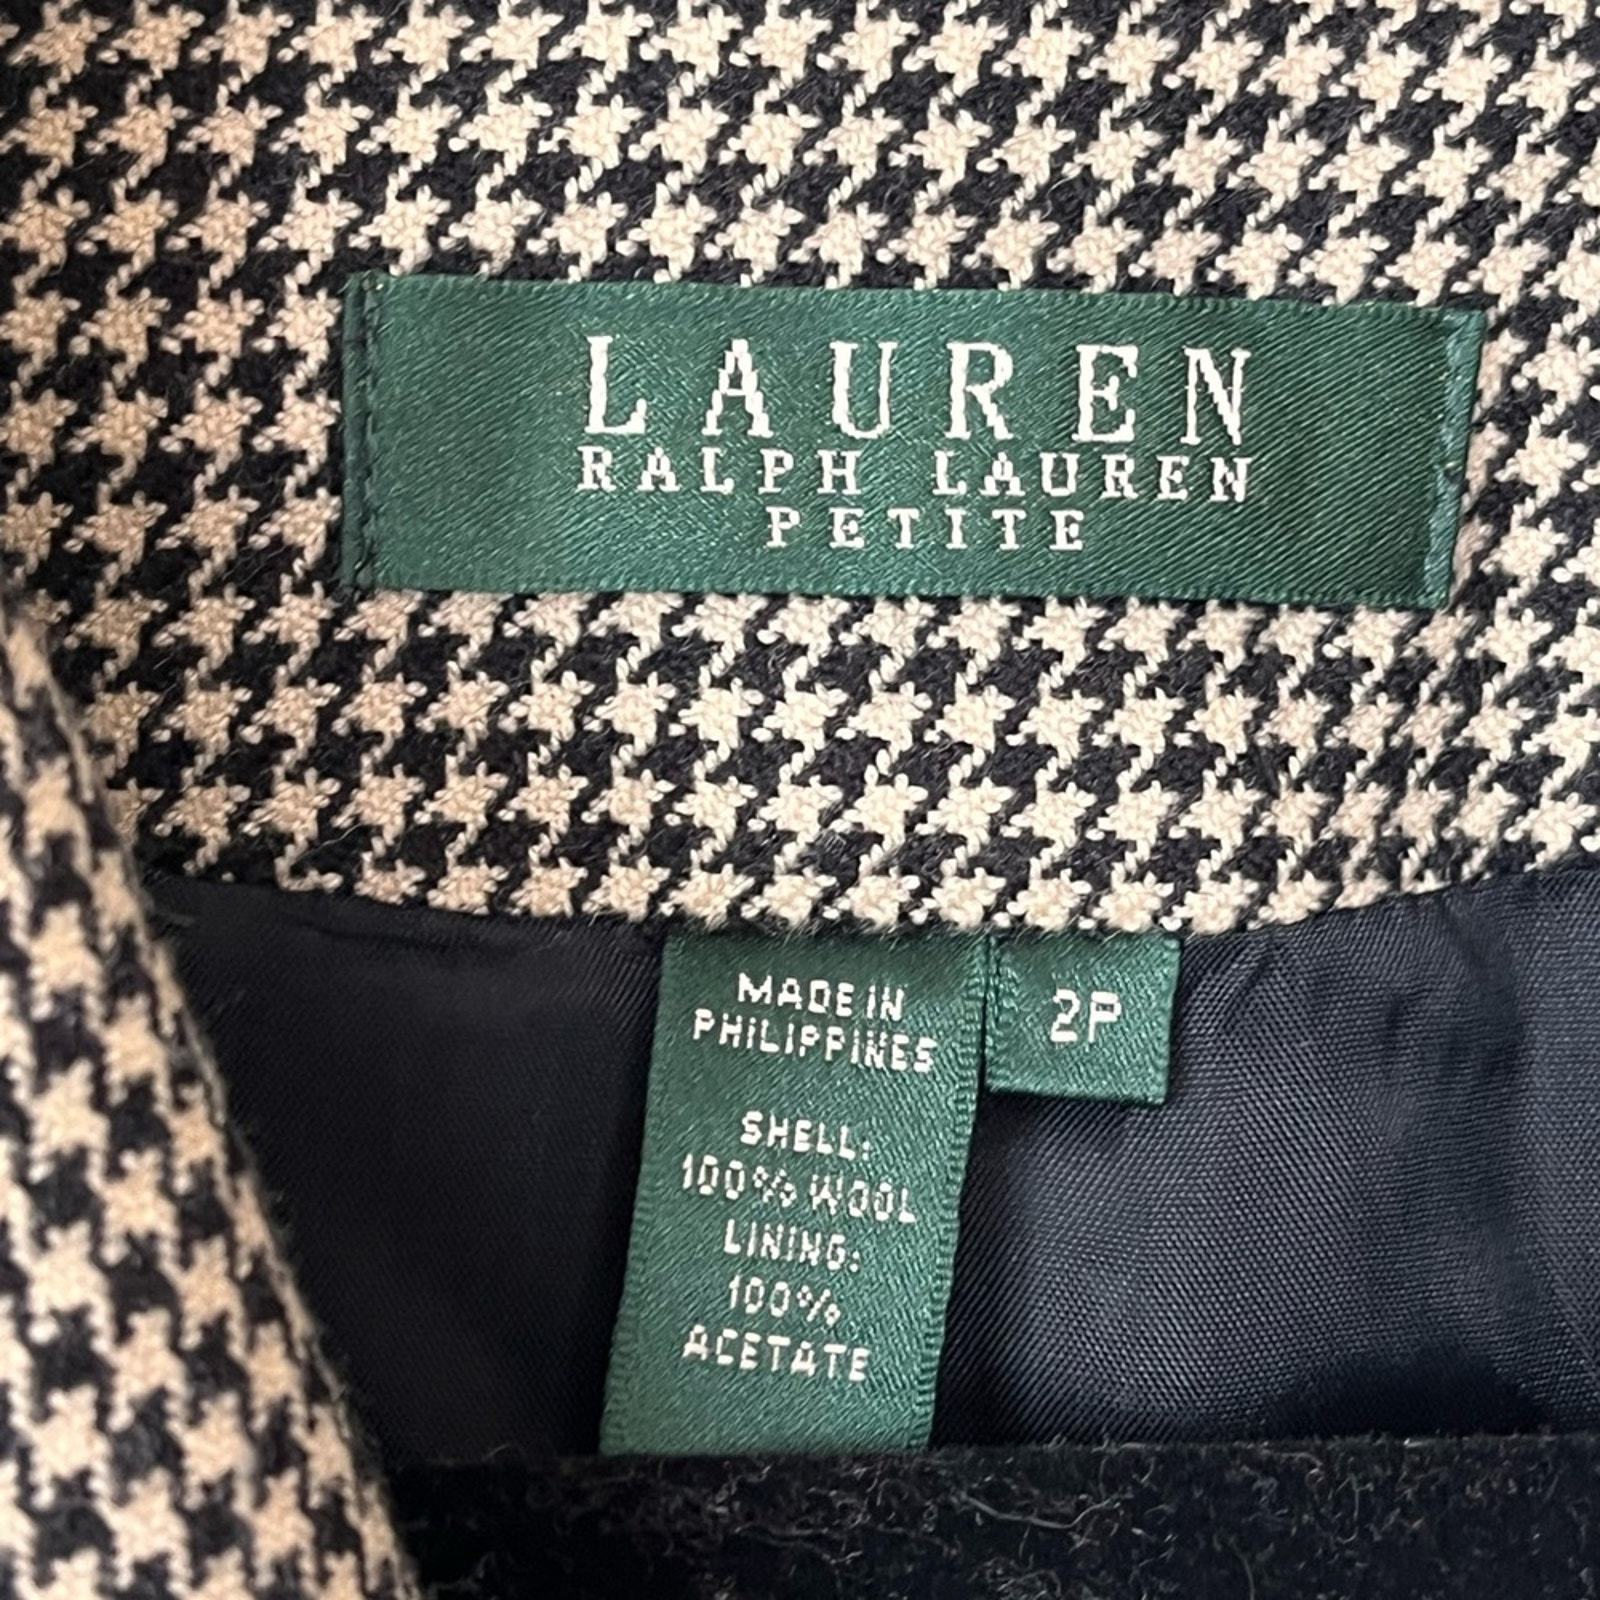 LAUREN
RALPH LAUREN
PETITE
MADE IN
PHILIPPINES
2P
SHELL:
100% WOOL
LINING:
100%
ACETATE